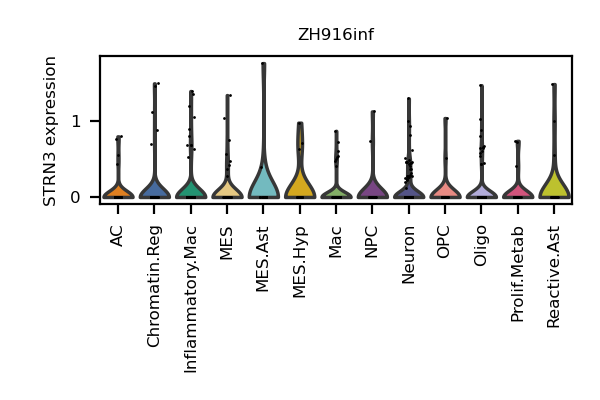 ZH916inf
STRN3 expression
1
0
AC
Chromatin.Reg
Inflammatory.Mac
MES
MES.Ast
MES.Hyp
Mac
NPC
Neuron
OPC
Oligo
Prolif.Metab
Reactive.Ast